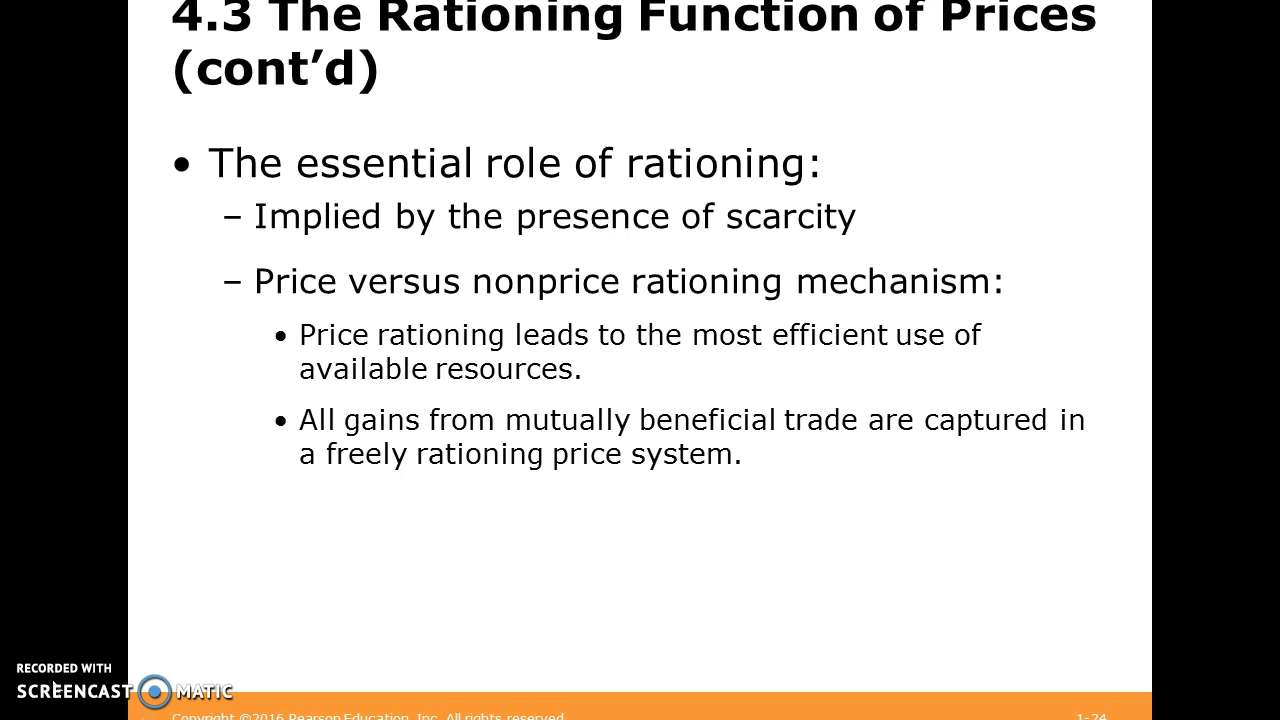 4.3 The Rationing Function of Prices
(cont’d)
• The essential role of rationing:
– Implied by the presence of scarcity
– Price versus nonprice rationing mechanism:
• Price rationing leads to the most efficient use of
available resources.
• All gains from mutually beneficial trade are captured in
a freely rationing price system.
RECORDED WITH
SCREENCAST MATIC
Copyright ©2016 Pearson Education, Inc. All rights reserved.
1-24